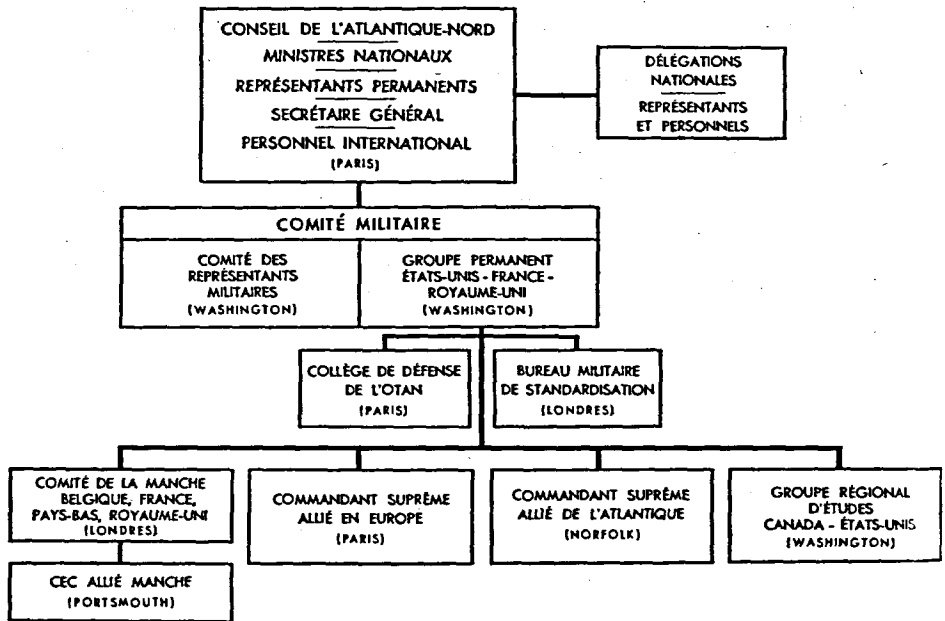 CONSEIL DE L'ATLANTIQUE-NORD
MINISTRES NATIONAUX
REPRÉSENTANTS PERMANENTS
SECRÉTAIRE GÉNÉRAL
PERSONNEL INTERNATIONAL
(PARIS)
DÉLÉGATIONS
NATIONALES
REPRÉSENTANTS
ET PERSONNELS
COMITÉ MILITAIRE
COMITÉ DES
REPRÉSENTANTS
MILITAIRES
(WASHINGTON)
GROUPE PERMANENT
ÉTATS-UNIS - FRANCE -
ROYAUME-UNI
(WASHINGTON)
COLLÈGE DE DÉFENSE
DE L'OTAN
(PARIS)
BUREAU MILITAIRE
DE STANDARDISATION
(LONDRES)
COMITÉ DE LA MANCHE
BELGIQUE, FRANCE,
PAYS-BAS, ROYAUME-UNI
(LONDRES)
COMMANDANT SUPRÊME
ALLIÉ EN EUROPE
(PARIS)
COMMANDANT SUPRÊME
ALLIÉ DE L'ATLANTIQUE
(NORFOLK)
GROUPE RÉGIONAL
D'ÉTUDES
CANADA - ÉTATS-UNIS
(WASHINGTON)
CEC ALLIÉ MANCHE
(PORTSMOUTH)